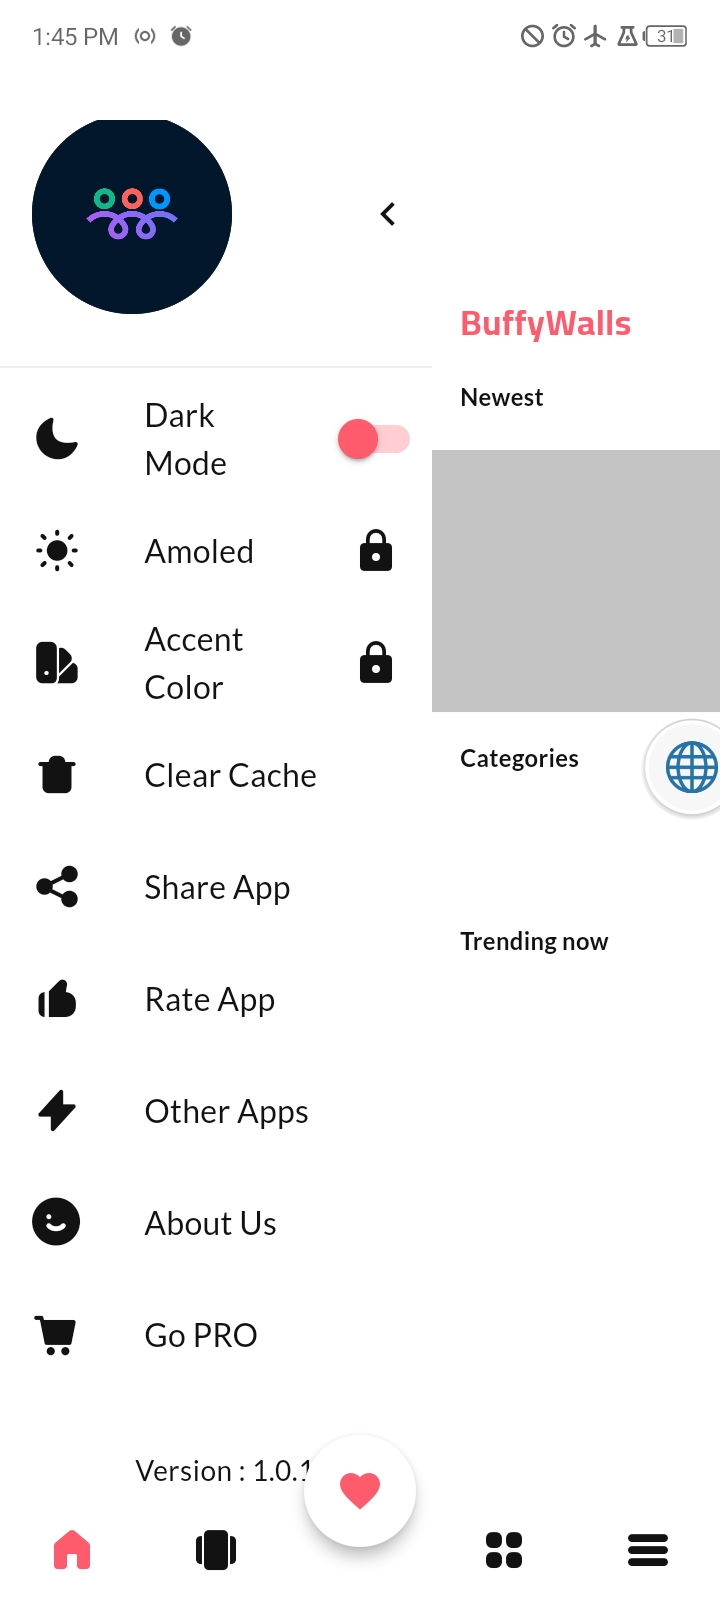 1:45 PM
31
BuffyWalls
Newest
Dark
Mode
Amoled
Accent
Color
Clear Cache
Categories
Share App
Trending now
Rate App
Other Apps
About Us
Go PRO
Version : 1.0.1